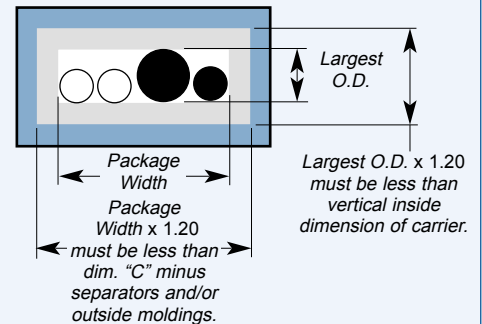 Largest
O.D.
Package
Width
Largest O.D. x 1.20
must be less than
vertical inside
dimension of carrier.
Package
Width x 1.20
must be less than
dim. “C” minus
separators and/or
outside moldings.